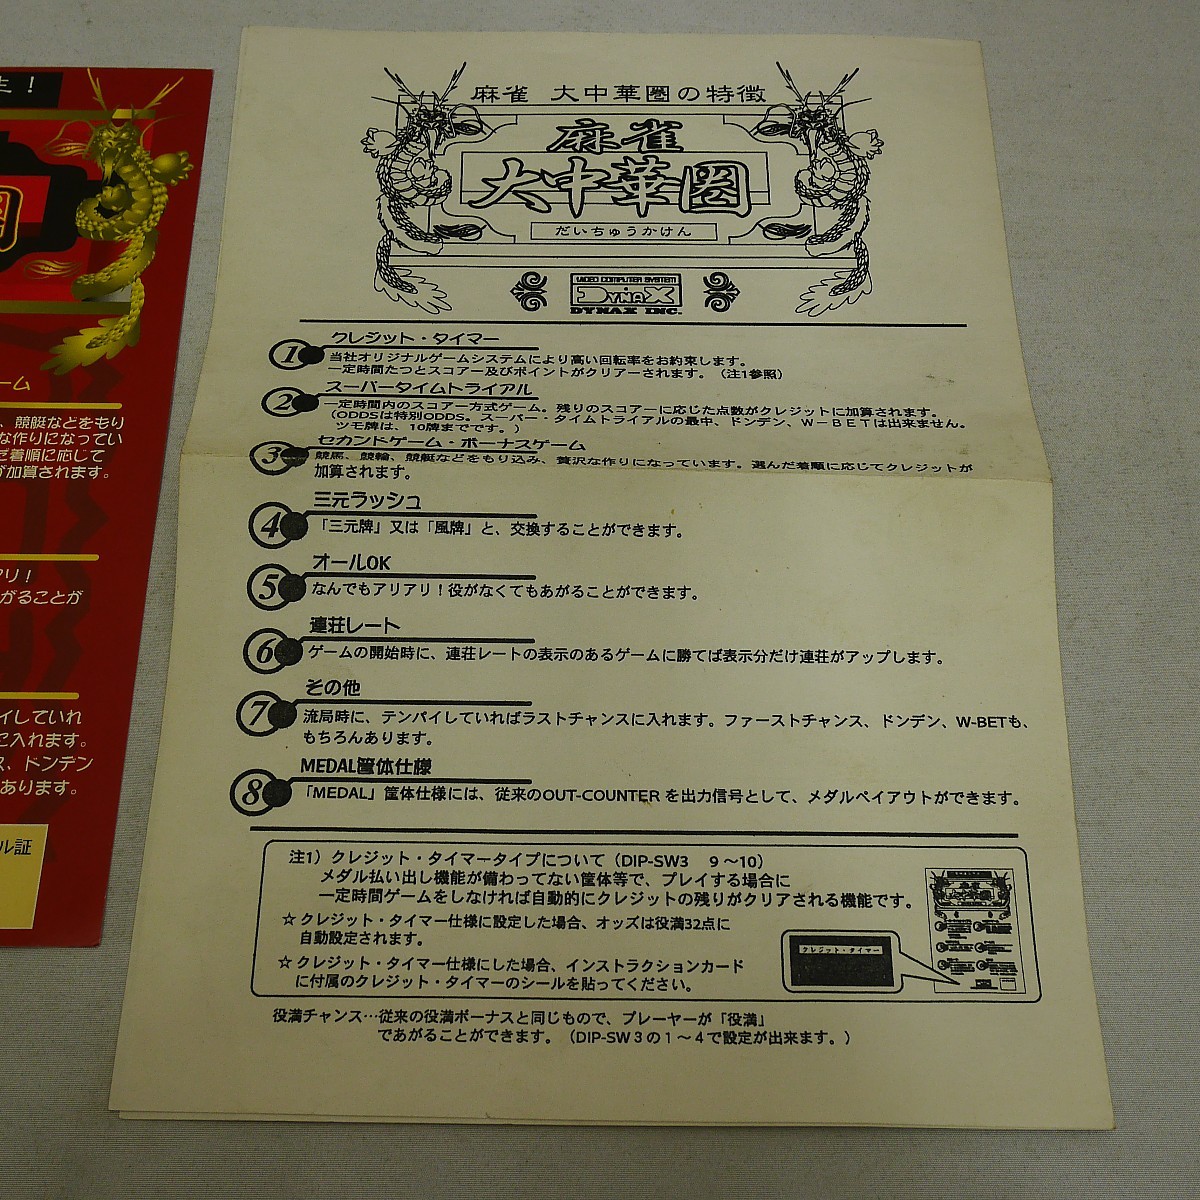 生！
圏
ーム
、競艇などをもり
な作りになってい
だ着順に応じて
が加算されます。
アリ！
がることが
イしていれ
に入れます。
ス、ドンデン
あります。
ル証
麻雀 大中華圏の特徴
麻雀
大中華圏
だいちゅうかけん
VIDEO COMPUTER SYSTEM
DYNAX
DYNAX INC.
1 クレジット・タイマー
当社オリジナルゲームシステムにより高い回転率をお約束します。
一定時間たつとスコアー及びポイントがクリアーされます。（注1参照）
2 スーパータイムトライアル
一定時間内のスコアー方式ゲーム。残りのスコアーに応じた点数がクレジットに加算されます。
（ODDSは特別ODDS。スーパー・タイムトライアルの最中、ドンデン、W－BETは出来ません。
ツモ牌は、10牌までです。）
3 セカンドゲーム・ボーナスゲーム
競馬、競輪、競艇などをもり込み、贅沢な作りになっています。選んだ着順に応じてクレジットが
加算されます。
4 三元ラッシュ
「三元牌」又は「風牌」と、交換することができます。
5 オールOK
なんでもアリアリ！役がなくてもあがることができます。
6 連荘レート
ゲームの開始時に、連荘レートの表示のあるゲームに勝てば表示分だけ連荘がアップします。
7 その他
流局時に、テンパイしていればラストチャンスに入れます。ファーストチャンス、ドンデン、W-BETも、
もちろんあります。
8 MEDAL筐体仕様
「MEDAL」筐体仕様には、従来のOUT-COUNTER を出力信号として、メダルペイアウトができます。
注1）クレジット・タイマータイプについて（DIP-SW3　9～10）
メダル払い出し機能が備わってない筐体等で、プレイする場合に
一定時間ゲームをしなければ自動的にクレジットの残りがクリアされる機能です。
☆クレジット・タイマー仕様に設定した場合、オッズは役満32点に
自動設定されます。
☆クレジット・タイマー仕様にした場合、インストラクションカード
に付属のクレジット・タイマーのシールを貼ってください。
クレジット・タイマー
役満チャンス…従来の役満ボーナスと同じもので、プレーヤーが「役満」
であがることができます。（DIP-SW３の１～４で設定が出来ます。）